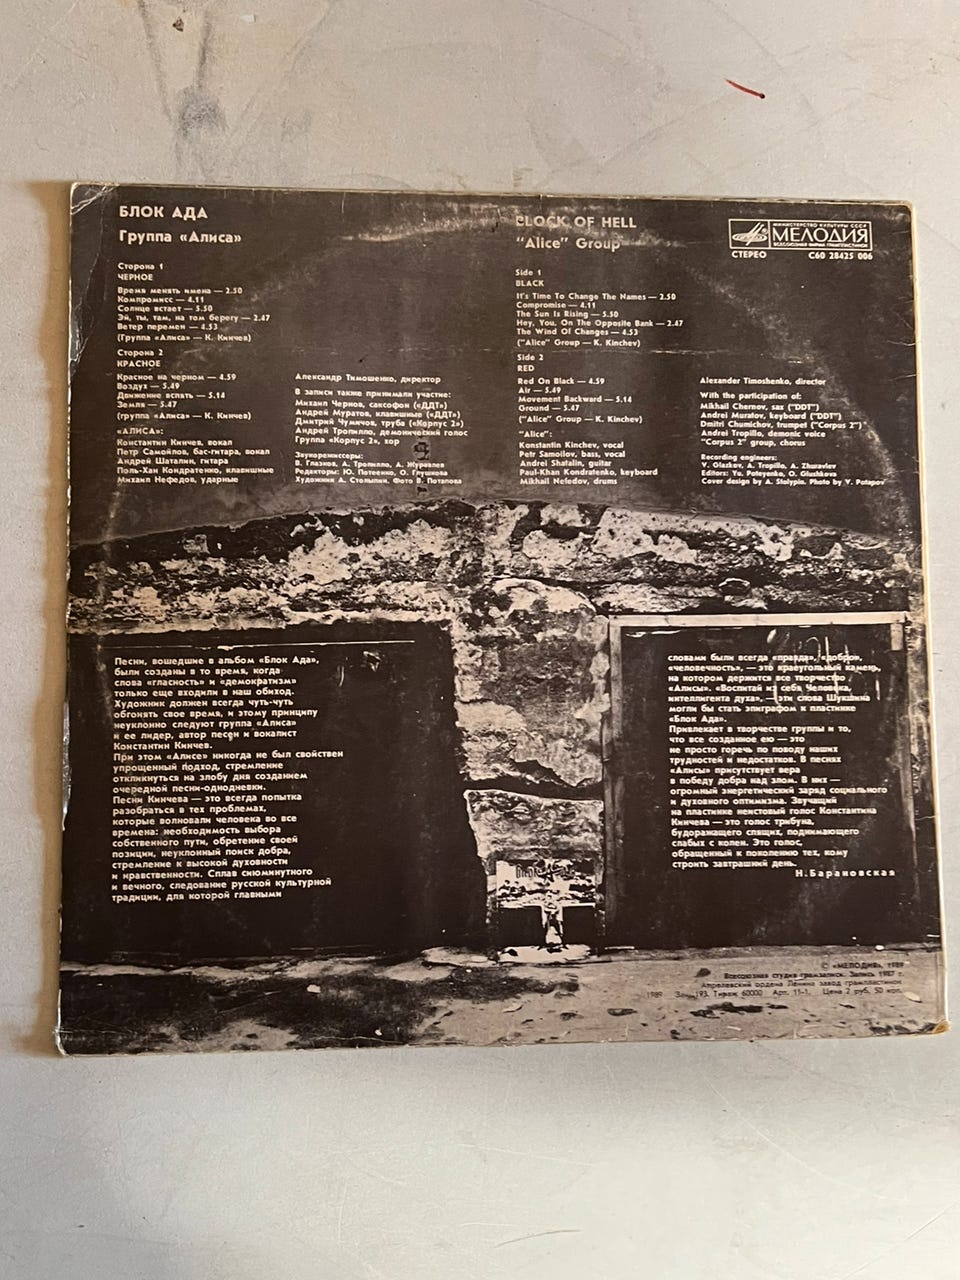 БЛОК АДА
Группа «Алиса»
Сторона 1
ЧЕРНОЕ
Время менять имена — 2.50
Компромисс — 4.11
Солнце встает — 5.50
Эй, ты, там, на том берегу — 2.47
Ветер перемен — 4.53
(Группа «Алиса» — К. Кинчев)
Сторона 2
КРАСНОЕ
Красное на черном — 4.59
Воздух — 5.49
Движение вспять — 5.14
Земля — 5.47
(группа «Алиса» — К. Кинчев)
«АЛИСА»:
Константин Кинчев, вокал
Петр Самойлов, бас-гитара, вокал
Андрей Шаталин, гитара
Поль-Хан Кондратенко, клавишные
Михаил Нефедов, ударные
Александр Тимошенко, директор
В записи также принимали участие:
Михаил Чернов, саксофон («ДДТ»)
Андрей Муратов, клавишные («ДДТ»)
Дмитрий Чумичов, труба («Корпус 2»)
Андрей Тропилло, демонический голос
Группа «Корпус 2», хор
Звукорежиссеры:
В. Глазков, А. Тропилло, А. Журавлев
Редакторы: Ю. Потеенко, О. Глушкова
Художник А. Столыпин. Фото В. Потапова
BLOCK OF HELL
"Alice" Group
Side 1
BLACK
It's Time To Change The Names — 2.50
Compromise — 4.11
The Sun Is Rising — 5.50
Hey, You, On The Opposite Bank — 2.47
The Wind Of Changes — 4.53
("Alice" Group — K. Kinchev)
Side 2
RED
Red On Black — 4.59
Air — 5.49
Movement Backward — 5.14
Ground — 5.47
("Alice" Group — K. Kinchev)
"Alice":
Konstantin Kinchev, vocal
Petr Samoilov, bass, vocal
Andrei Shatalin, guitar
Paul-Khan Kondratenko, keyboard
Mikhail Nefedov, drums
МИНИСТЕРСТВО КУЛЬТУРЫ СССР
МЕЛОДИЯ
ВСЕСОЮЗНАЯ ФИРМА ГРАМПЛАСТИНОК
СТЕРЕО С60 28425 006
Alexander Timoshenko, director
With the participation of:
Mikhail Chernov, sax ("DDT")
Andrei Muratov, keyboard ("DDT")
Dmitri Chumichov, trumpet ("Corpus 2")
Andrei Tropillo, demonic voice
"Corpus 2" group, chorus
Recording engineers:
V. Glazkov, A. Tropillo, A. Zhuravlev
Editors: Yu. Poteyenko, O. Glushkova
Cover design by A. Stolypin. Photo by V. Potapov
Песни, вошедшие в альбом «Блок Ада»,
были созданы в то время, когда
слова «гласность» и «демократизм»
только еще входили в наш обиход.
Художник должен всегда чуть-чуть
обгонять свое время, и этому принципу
неуклонно следуют группа «Алиса»
и ее лидер, автор песен и вокалист
Константин Кинчев.
При этом «Алисе» никогда не был свойствен
упрощенный подход, стремление
откликнуться на злобу дня созданием
очередной песни-однодневки.
Песни Кинчева — это всегда попытка
разобраться в тех проблемах,
которые волновали человека во все
времена: необходимость выбора
собственного пути, обретение своей
позиции, неуклонный поиск добра,
стремление к высокой духовности
и нравственности. Сплав сиюминутного
и вечного, следование русской культурной
традиции, для которой главными
словами были всегда «правда», «добро»,
«человечность», — это краеугольный камень,
на котором держится все творчество
«Алисы». «Воспитай из себя Человека,
интеллигента духа», — эти слова Шукшина
могли бы стать эпиграфом к пластинке
«Блок Ада».
Привлекает в творчестве группы и то,
что все созданное ею — это
не просто горечь по поводу наших
трудностей и недостатков. В песнях
«Алисы» присутствует вера
в победу добра над злом. В них —
огромный энергетический заряд социального
и духовного оптимизма. Звучащий
на пластинке неистовый голос Константина
Кинчева — это голос трибуна,
будоражащего спящих, поднимающего
слабых с колен. Это голос,
обращенный к поколению тех, кому
строить завтрашний день.
Н. Барановская
© «МЕЛОДИЯ», 1989
Всесоюзная студия грамзаписи. Запись 1987 г.
Апрелевский ордена Ленина завод грампластинок
1989 Зак. 193. Тираж 60000 Арт. 11-1. Цена 2 руб. 50 коп.